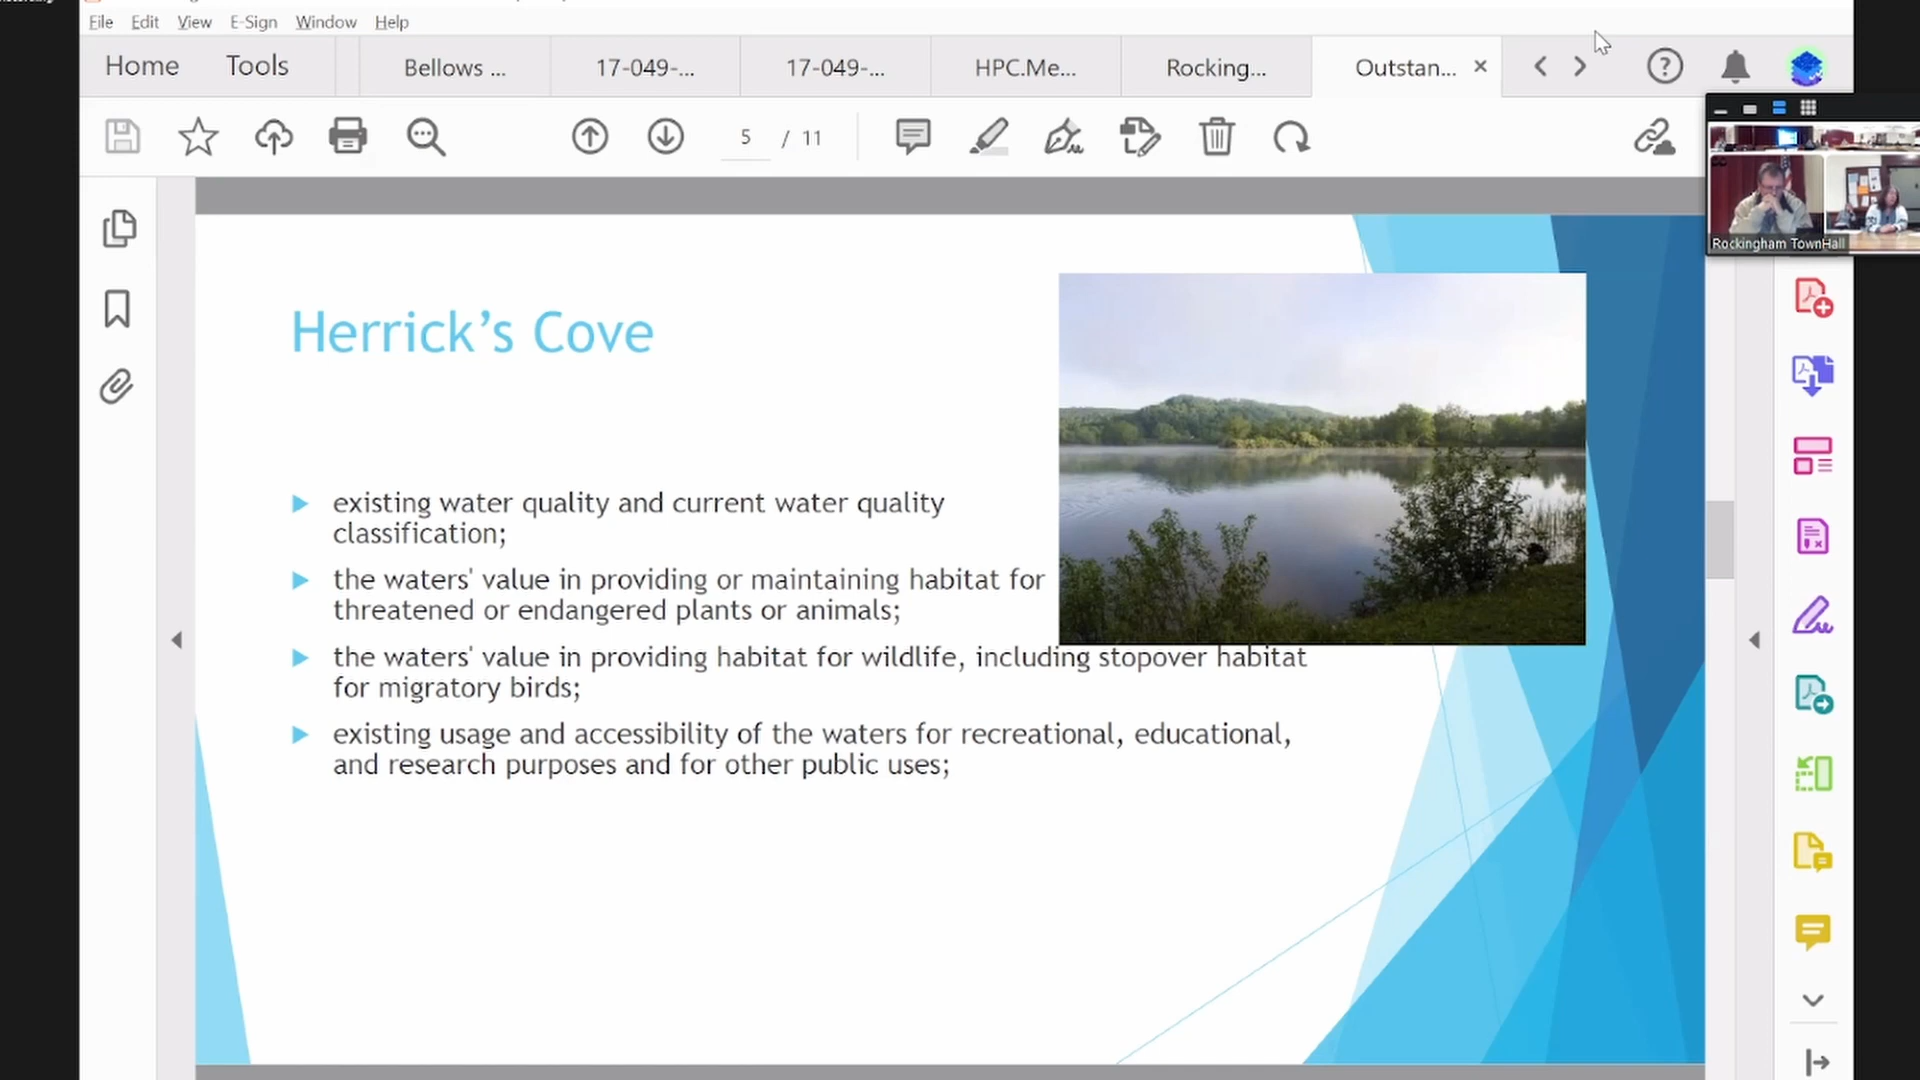 File Edit View E-Sign Window Help
Home Tools Bellows ... 17-049-... 17-049-... HPC.Me... Rocking... Outstan...
5 / 11
Rockingham TownHall
Herrick’s Cove
existing water quality and current water quality
classification;
the waters' value in providing or maintaining habitat for
threatened or endangered plants or animals;
the waters' value in providing habitat for wildlife, including stopover habitat
for migratory birds;
existing usage and accessibility of the waters for recreational, educational,
and research purposes and for other public uses;